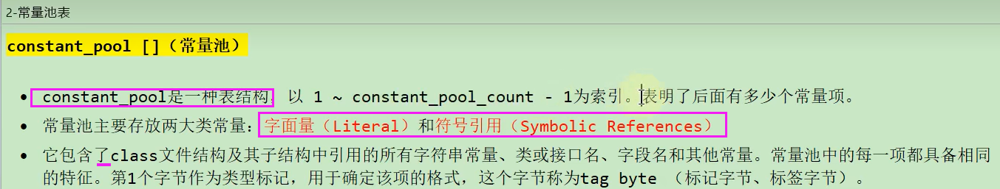 2-常量池表
constant_pool []（常量池）
• constant_pool是一种表结构，以 1 ~ constant_pool_count - 1为索引。表明了后面有多少个常量项。
• 常量池主要存放两大类常量：字面量（Literal）和符号引用（Symbolic References）
• 它包含了class文件结构及其子结构中引用的所有字符串常量、类或接口名、字段名和其他常量。常量池中的每一项都具备相同
的特征。第1个字节作为类型标记，用于确定该项的格式，这个字节称为tag byte （标记字节、标签字节）。